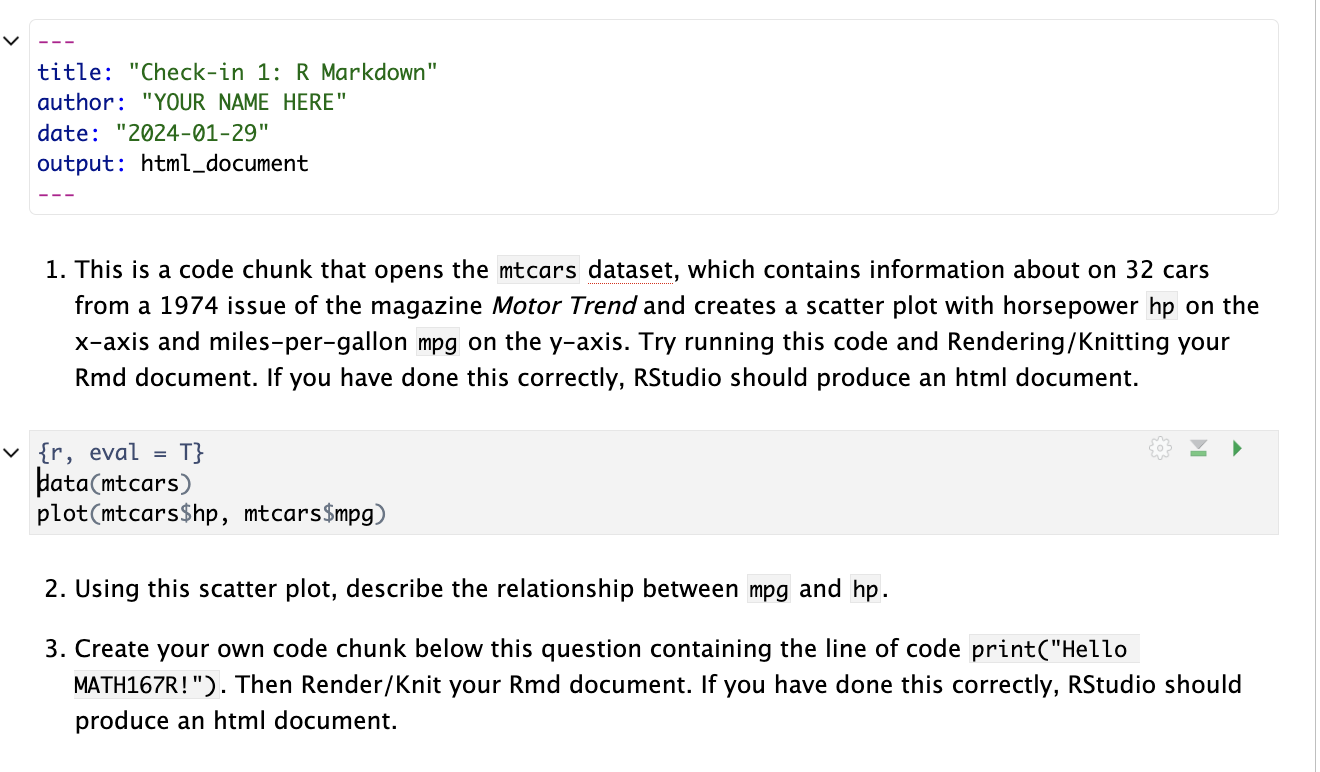 ---
title: "Check-in 1: R Markdown"
author: "YOUR NAME HERE"
date: "2024-01-29"
output: html_document
---
1. This is a code chunk that opens the mtcars dataset, which contains information about on 32 cars
from a 1974 issue of the magazine Motor Trend and creates a scatter plot with horsepower hp on the
x-axis and miles-per-gallon mpg on the y-axis. Try running this code and Rendering/Knitting your
Rmd document. If you have done this correctly, RStudio should produce an html document.
{r, eval = T}
data(mtcars)
plot(mtcars$hp, mtcars$mpg)
2. Using this scatter plot, describe the relationship between mpg and hp.
3. Create your own code chunk below this question containing the line of code print("Hello
MATH167R!"). Then Render/Knit your Rmd document. If you have done this correctly, RStudio should
produce an html document.